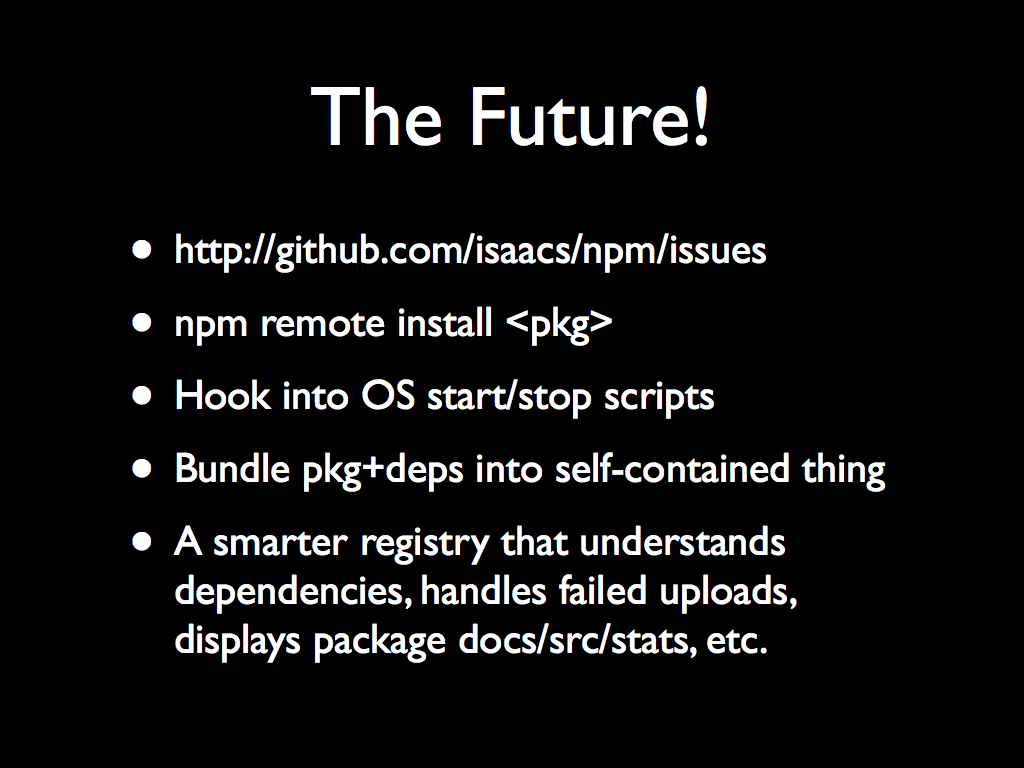 The Future!
• http://github.com/isaacs/npm/issues
• npm remote install <pkg>
• Hook into OS start/stop scripts
• Bundle pkg+deps into self-contained thing
• A smarter registry that understands
dependencies, handles failed uploads,
displays package docs/src/stats, etc.